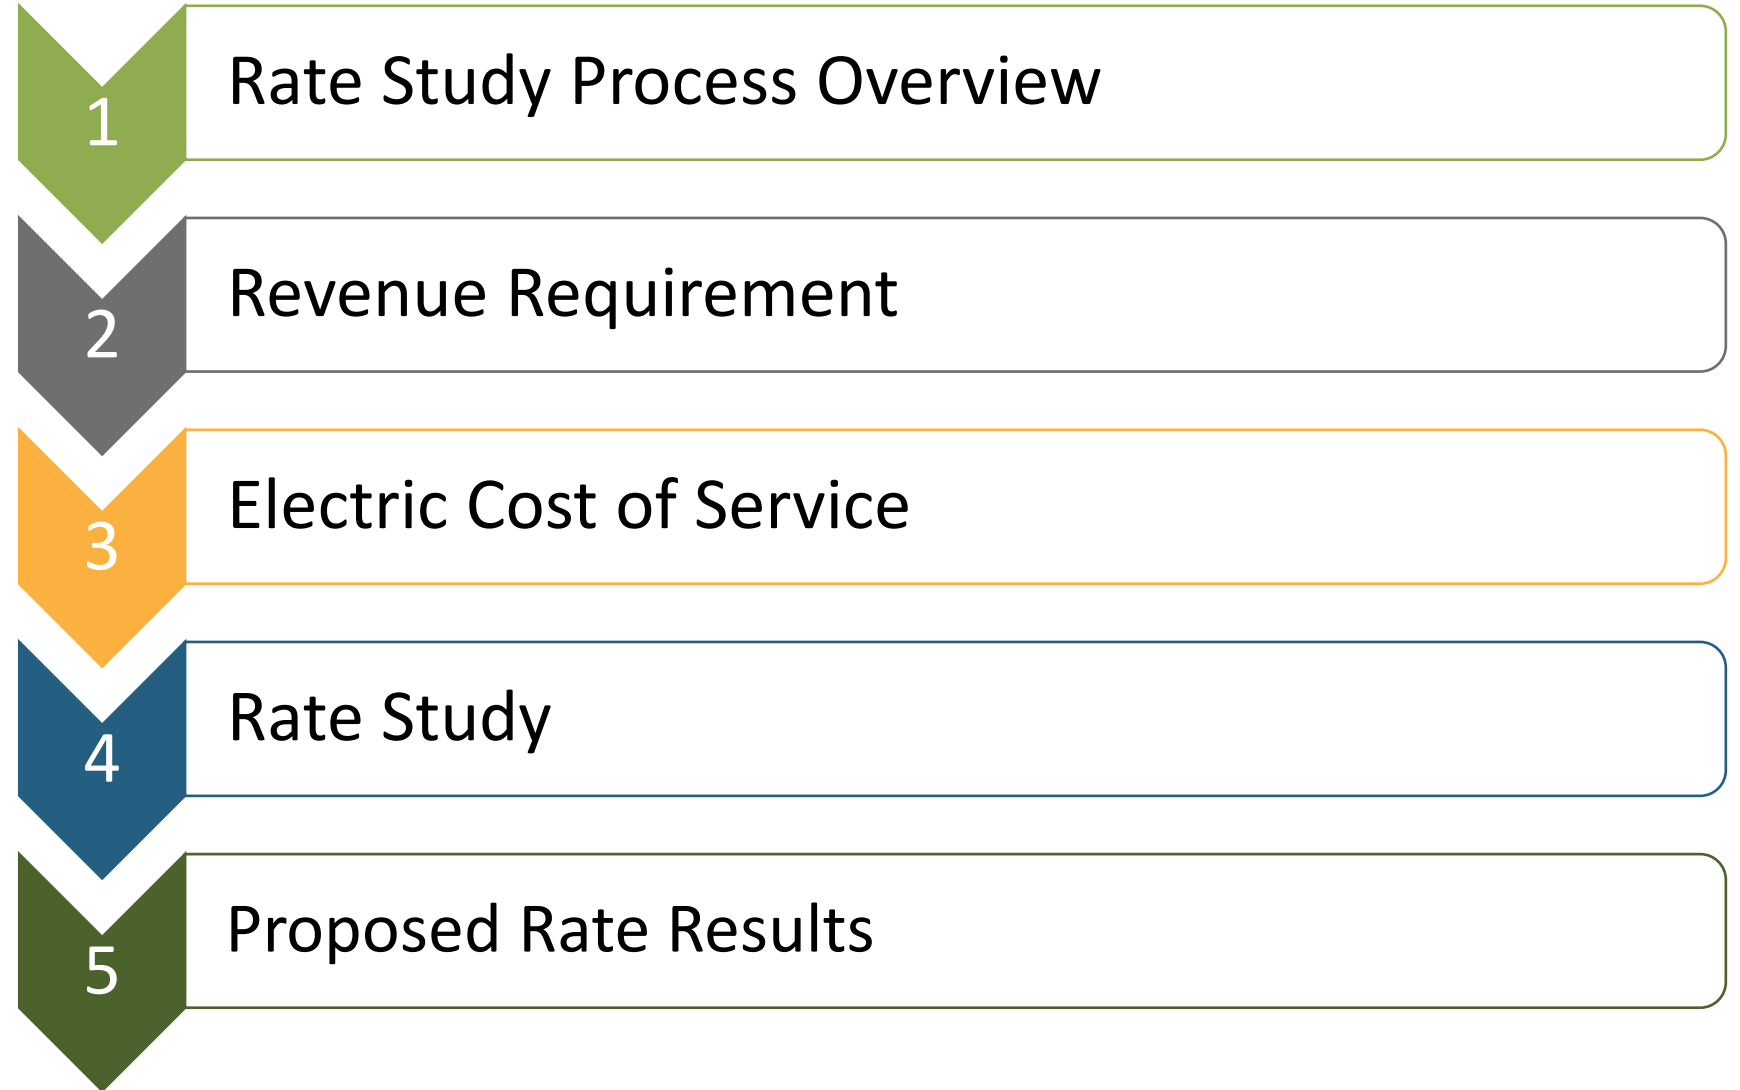 1
Rate Study Process Overview
2
Revenue Requirement
3
Electric Cost of Service
4
Rate Study
5
Proposed Rate Results